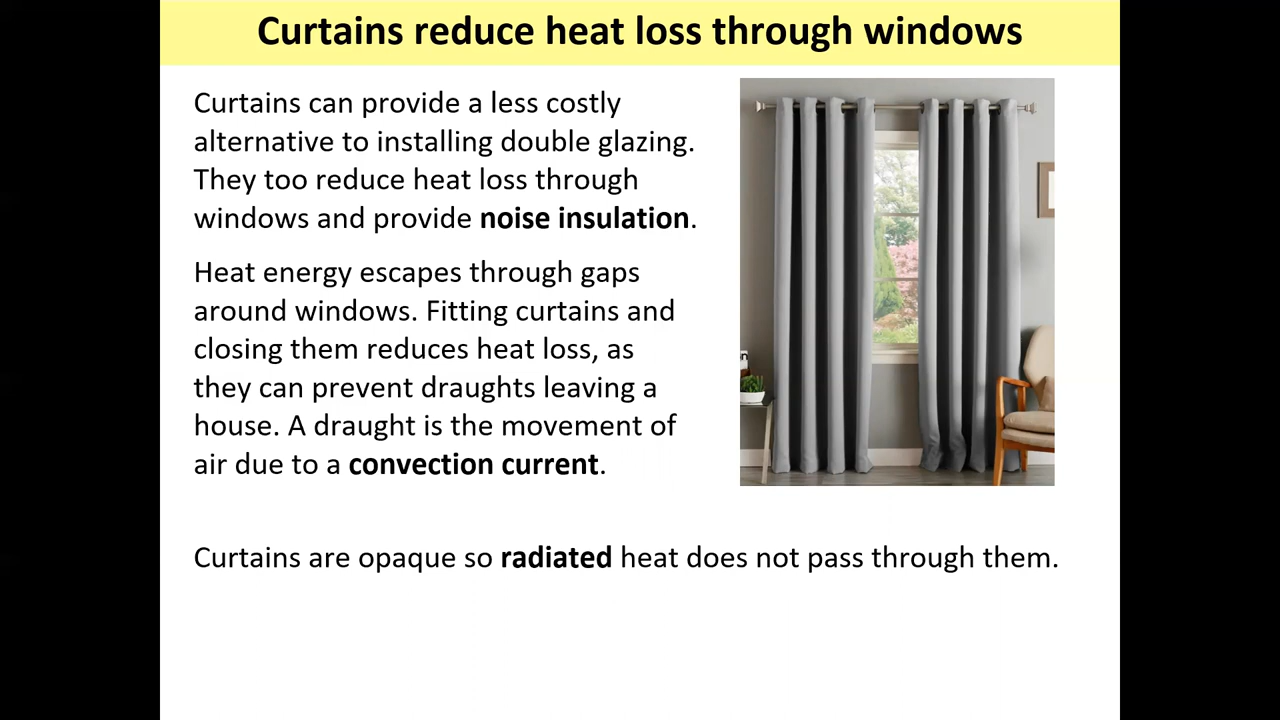 Curtains reduce heat loss through windows
Curtains can provide a less costly
alternative to installing double glazing.
They too reduce heat loss through
windows and provide noise insulation.
Heat energy escapes through gaps
around windows. Fitting curtains and
closing them reduces heat loss, as
they can prevent draughts leaving a
house. A draught is the movement of
air due to a convection current.
Curtains are opaque so radiated heat does not pass through them.